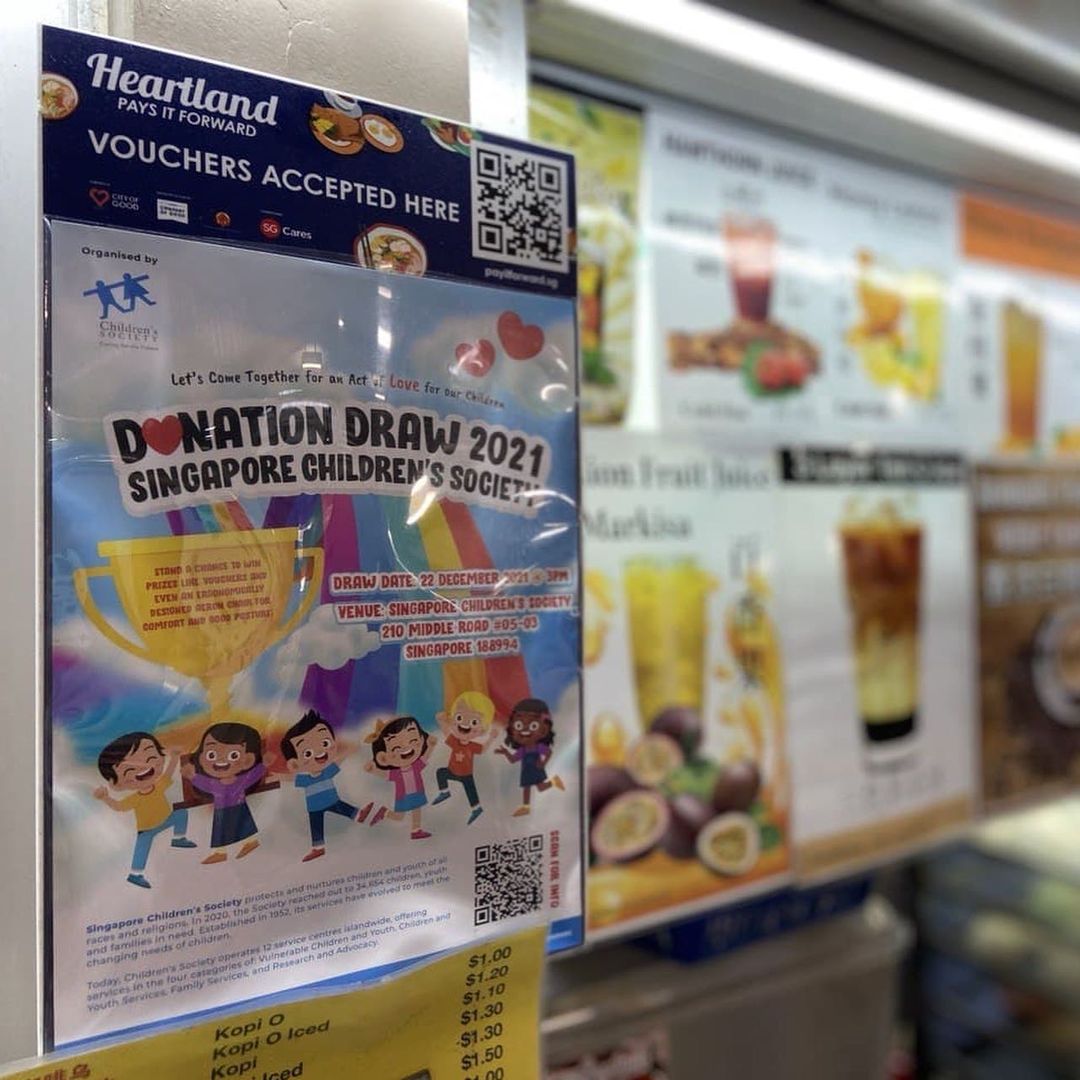 Heartland
PAYS IT FORWARD
VOUCHERS ACCEPTED HERE
CITY OF
GOOD
SG Cares
payitforward.sg
Organised by
Children's
SOCIETY
Let's Come Together for an Act of Love for our Children
DONATION DRAW 2021
SINGAPORE CHILDREN'S SOCIETY
STAND A CHANCE TO WIN
PRIZES LIKE VOUCHERS AND
EVEN AN ERGONOMICALLY
DESIGNED AERON CHAIR FOR
COMFORT AND GOOD POSTURE
DRAW DATE: 22 DECEMBER 2021 @ 3PM
VENUE: SINGAPORE CHILDREN'S SOCIETY
210 MIDDLE ROAD #05-03
SINGAPORE 188994
SCAN FOR INFO
Singapore Children's Society protects and nurtures children and youth of all
races and religions. In 2020, the Society reached out to 34,654 children, youth
and families in need. Established in 1952, its services have evolved to meet the
changing needs of children.
Today, Children's Society operates 12 service centres islandwide, offering
services in the four categories of: Vulnerable Children and Youth, Children and
Youth Services, Family Services, and Research and Advocacy.
$1.00
Kopi O $1.20
Kopi O Iced $1.10
Kopi $1.30
Iced $1.30
$1.50
ion Fruit Juice
Markisa